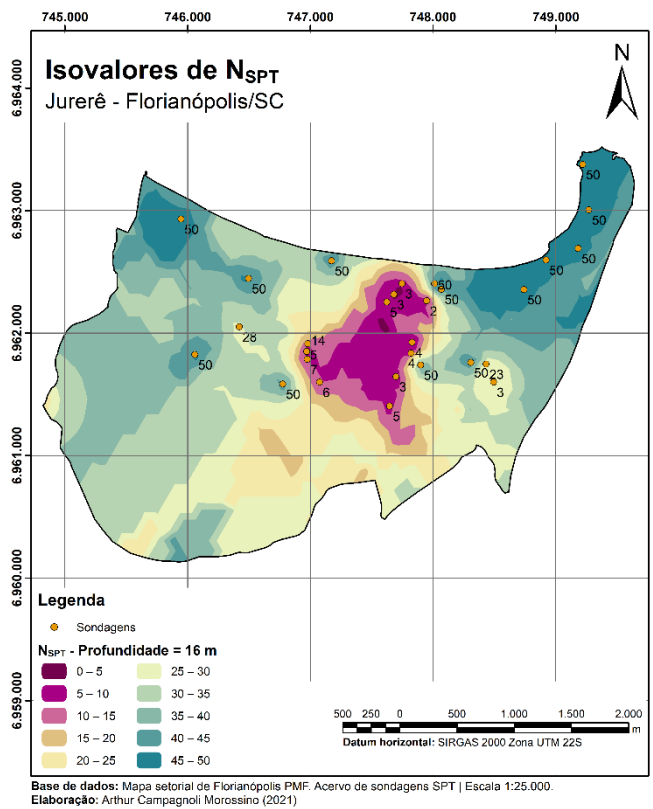 745.000 746.000 747.000 748.000 749.000
Isovalores de NSPT
Jurerê - Florianópolis/SC
N
6.964.000
6.963.000
6.962.000
6.961.000
6.960.000
6.959.000
50
50
50
50
50
50
50
50
50
3
3
5
2
50
50
28
14
5
7
6
50
50
4
4
50
3
5
50
23
3
Legenda
Sondagens
NSPT - Profundidade = 16 m
0 – 5 25 – 30
5 – 10 30 – 35
10 – 15 35 – 40
15 – 20 40 – 45
20 – 25 45 – 50
500 250 0 500 1.000 1.500 2.000
m
Datum horizontal: SIRGAS 2000 Zona UTM 22S
Base de dados: Mapa setorial de Florianópolis PMF. Acervo de sondagens SPT | Escala 1:25.000.
Elaboração: Arthur Campagnoli Morossino (2021)